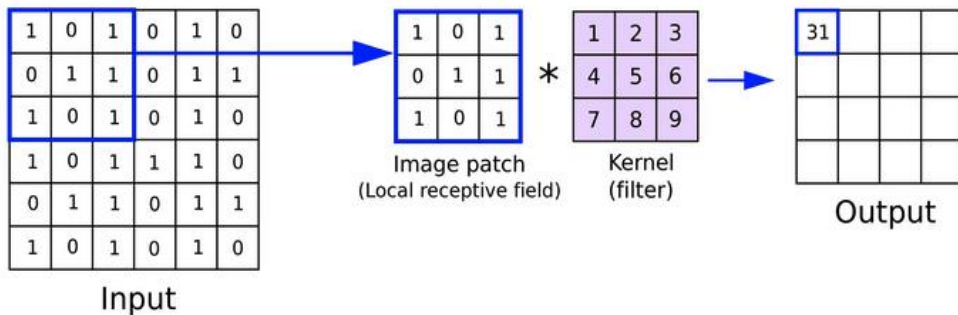 1 0 1 0 1 0
0 1 1 0 1 1
1 0 1 0 1 0
1 0 1 1 1 0
0 1 1 0 1 1
1 0 1 0 1 0
Input
1 0 1
0 1 1
1 0 1
Image patch
(Local receptive field)
*
1 2 3
4 5 6
7 8 9
Kernel
(filter)
31
Output